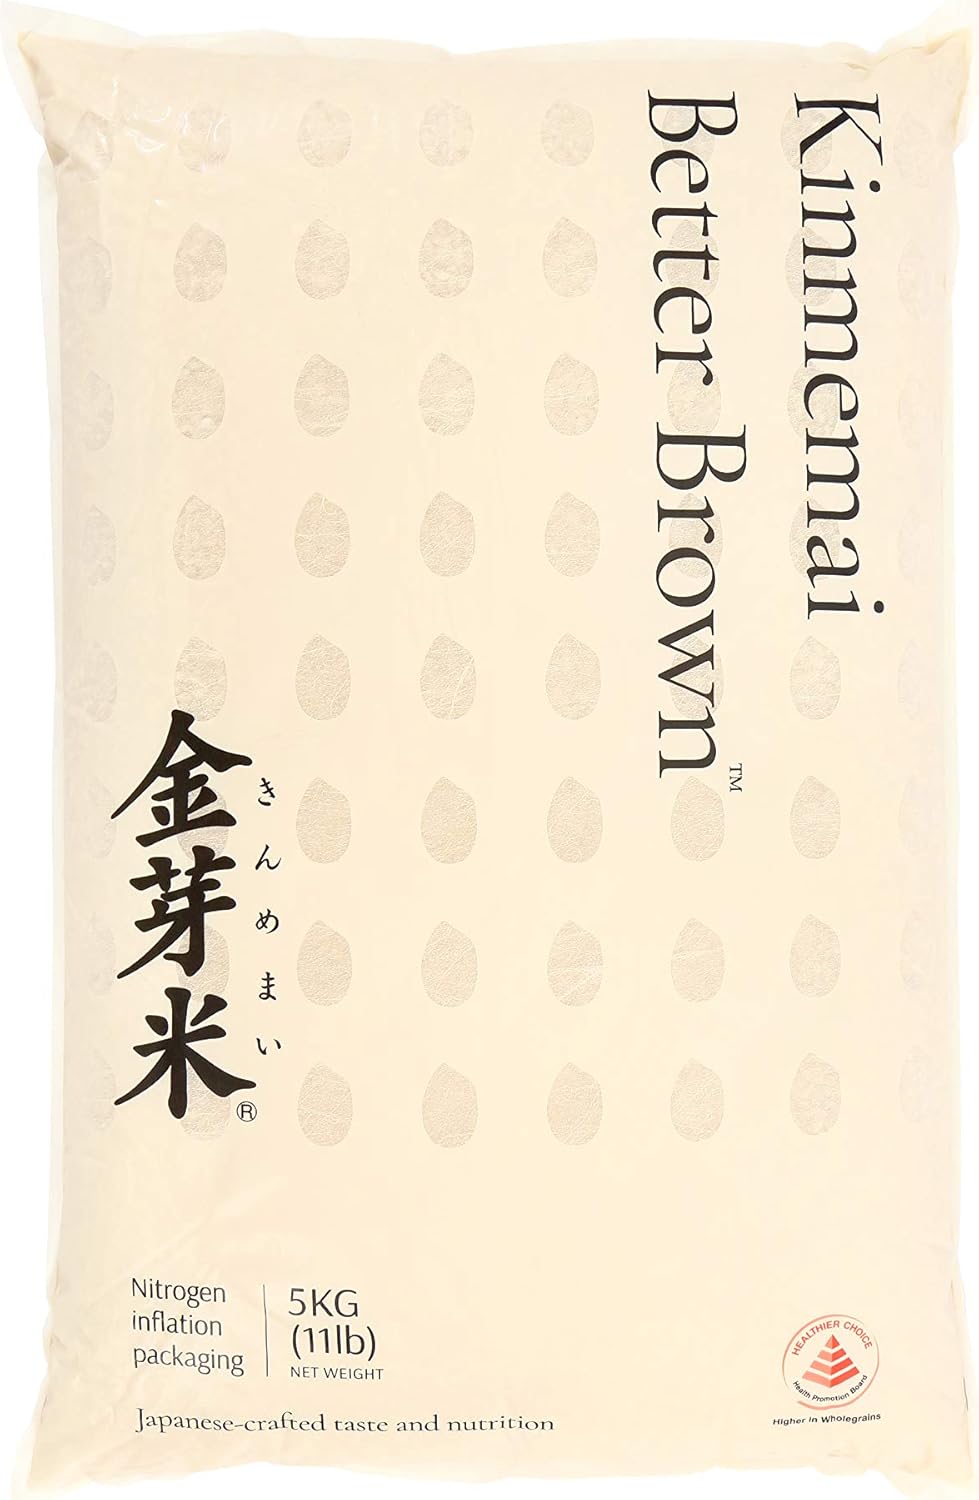 Kinmemai
Better Brown™
金芽米®
きんめまい
Nitrogen
inflation
packaging
5KG
(11lb)
NET WEIGHT
Japanese-crafted taste and nutrition
HEALTHIER CHOICE
Health Promotion Board
Higher in Wholegrains